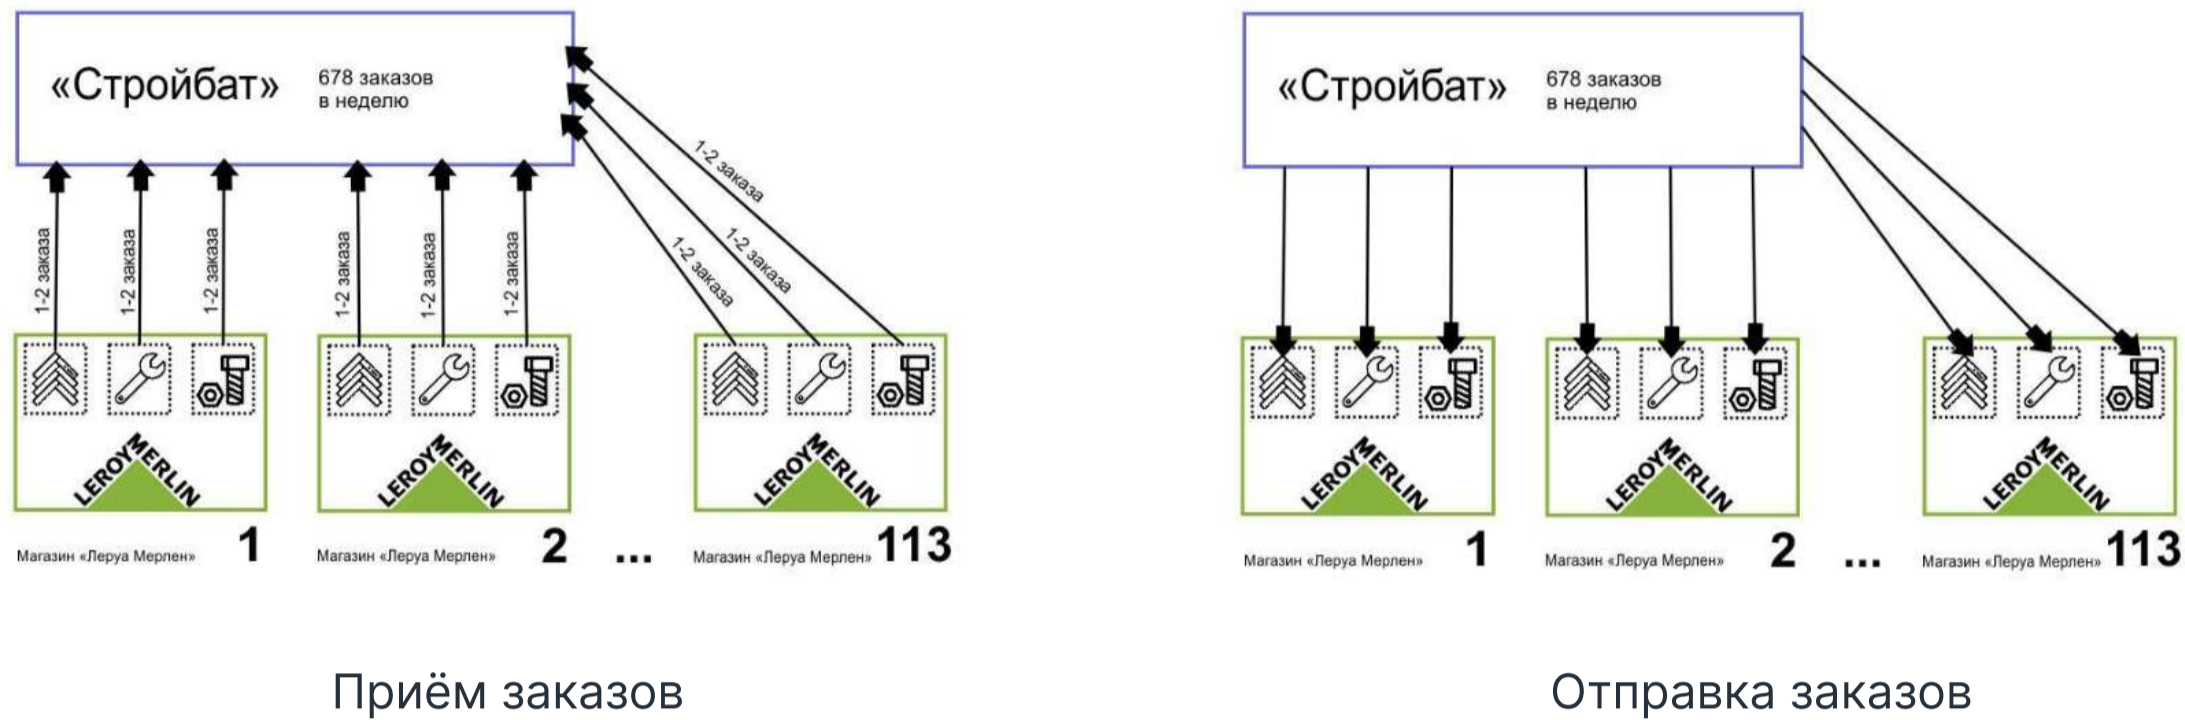 «Стройбат»
678 заказов
в неделю
1-2 заказа
1-2 заказа
1-2 заказа
1-2 заказа
1-2 заказа
1-2 заказа
1-2 заказа
1-2 заказа
1-2 заказа
LEROY MERLIN
LEROY MERLIN
LEROY MERLIN
Магазин «Леруа Мерлен» 1
Магазин «Леруа Мерлен» 2
...
Магазин «Леруа Мерлен» 113
Приём заказов
«Стройбат»
678 заказов
в неделю
LEROY MERLIN
LEROY MERLIN
LEROY MERLIN
Магазин «Леруа Мерлен» 1
Магазин «Леруа Мерлен» 2
...
Магазин «Леруа Мерлен» 113
Отправка заказов